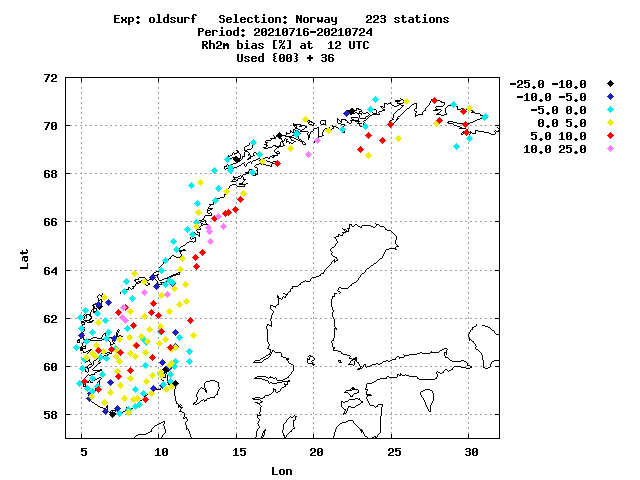 Exp: oldsurf   Selection: Norway    223 stations
Period: 20210716-20210724
Rh2m bias [%] at  12 UTC
Used {00} + 36
72
70
68
66
64
62
60
58
Lat
5 10 15 20 25 30
Lon
-25.0 -10.0
-10.0 -5.0
-5.0 0.0
0.0 5.0
5.0 10.0
10.0 25.0